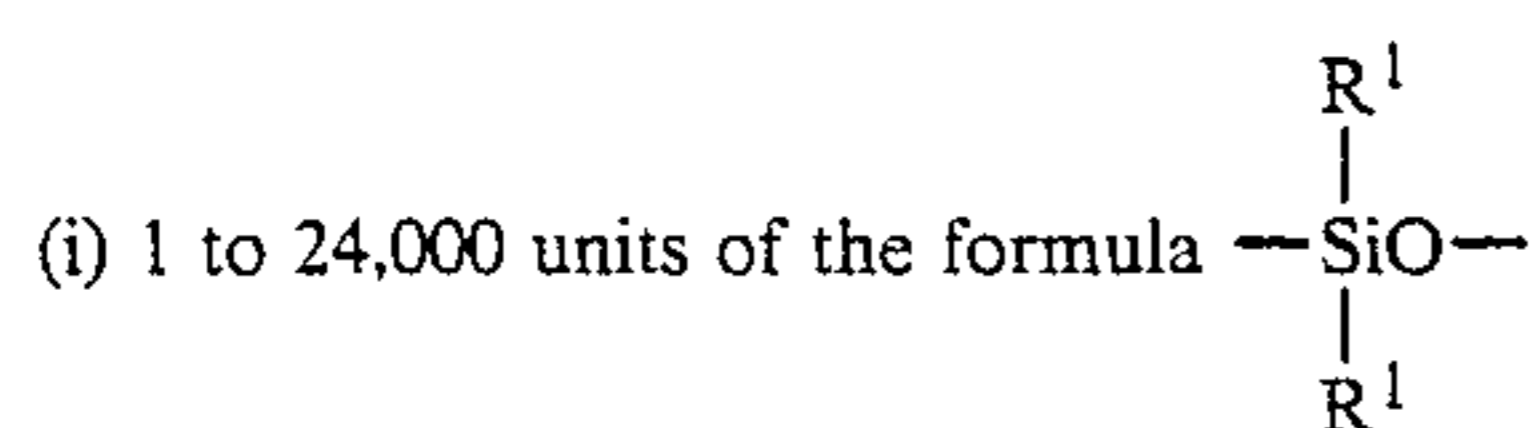 R¹
(i) 1 to 24,000 units of the formula —SiO—
R¹